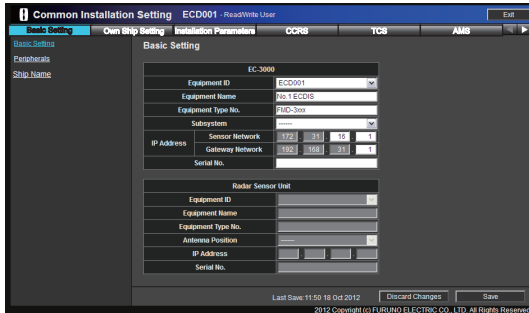 Common Installation Setting ECD001 - Read/Write User Exit
Basic Setting Own Ship Setting Installation Parameters CCRS TCS AMS
Basic Setting
Peripherals
Ship Name
Basic Setting
EC-3000
Equipment ID ECD001
Equipment Name No.1 ECDIS
Equipment Type No. FMD-3xxx
Subsystem ------
IP Address
Sensor Network 172 . 31 . 16 . 1
Gateway Network 192 . 168 . 31 . 1
Serial No.
Radar Sensor Unit
Equipment ID
Equipment Name
Equipment Type No.
Antenna Position ------
IP Address . . .
Serial No.
Last Save:11:50 18 Oct 2012 Discard Changes Save
2012 Copyright (c) FURUNO ELECTRIC CO., LTD. All Rights Reserved